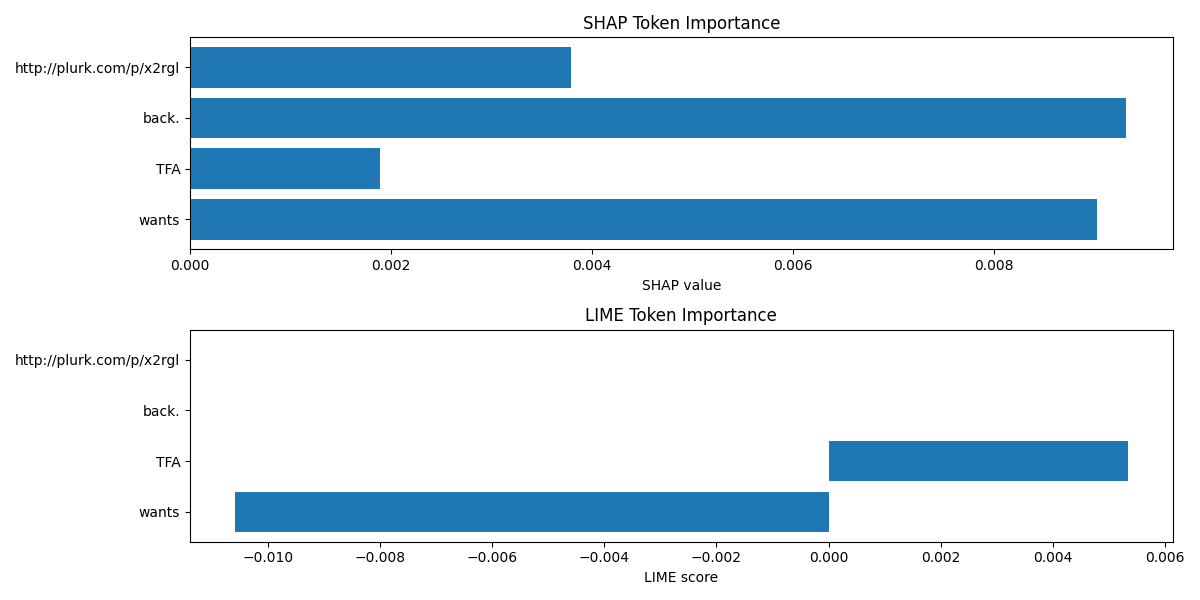 SHAP Token Importance
http://plurk.com/p/x2rgl
back.
TFA
wants
0.000 0.002 0.004 0.006 0.008
SHAP value
LIME Token Importance
http://plurk.com/p/x2rgl
back.
TFA
wants
−0.010 −0.008 −0.006 −0.004 −0.002 0.000 0.002 0.004 0.006
LIME score